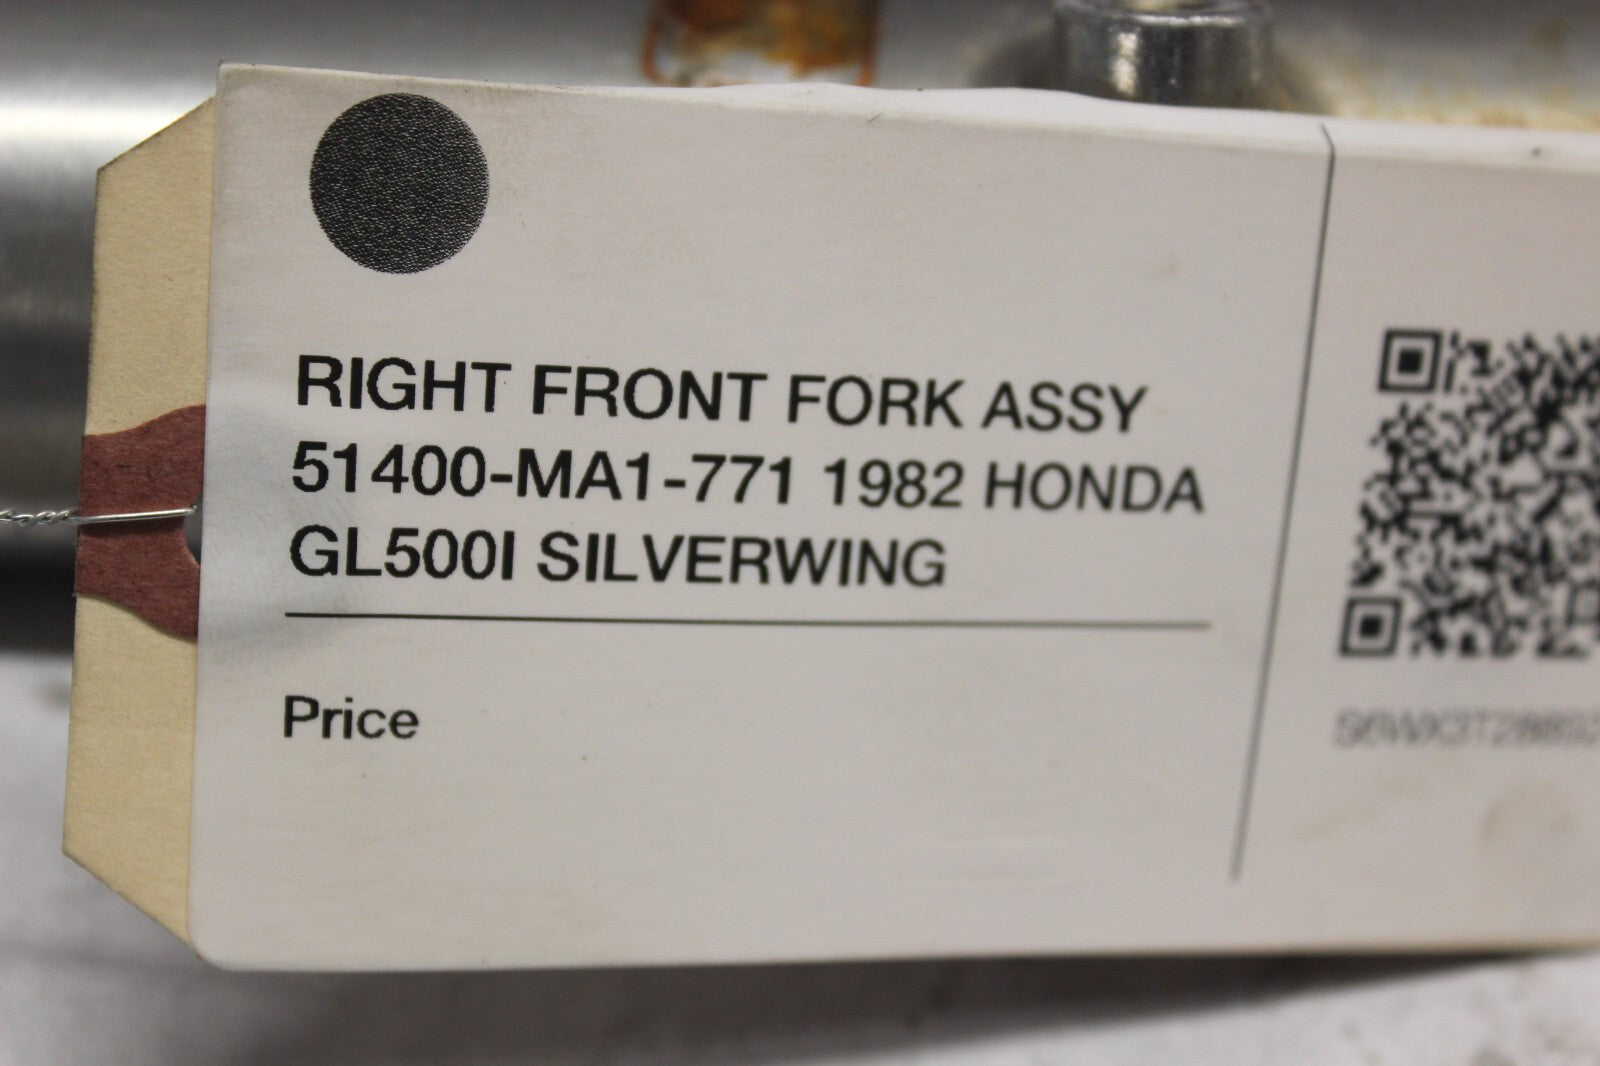 RIGHT FRONT FORK ASSY
51400-MA1-771 1982 HONDA
GL500I SILVERWING
Price